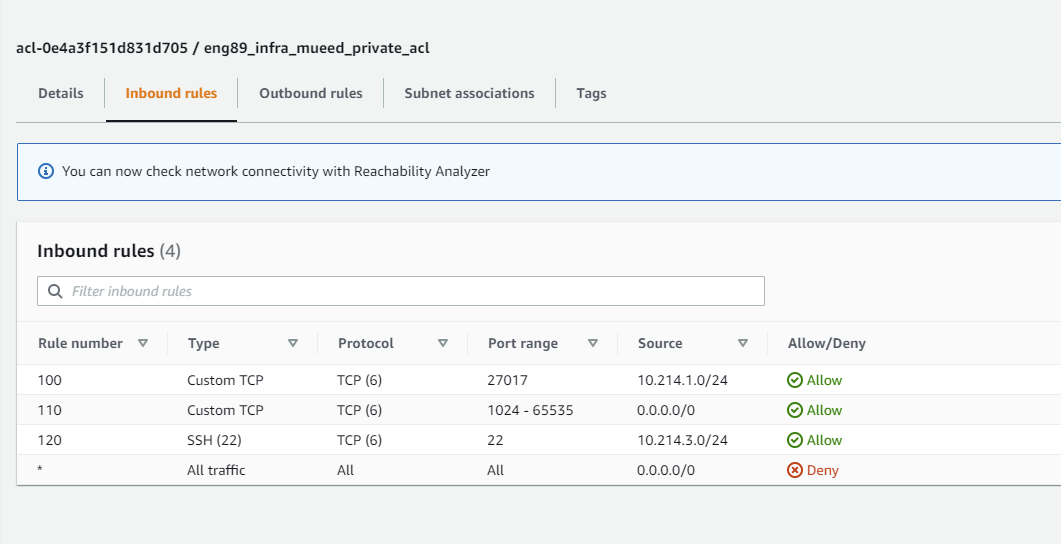 acl-0e4a3f151d831d705 / eng89_infra_mueed_private_acl
Details Inbound rules Outbound rules Subnet associations Tags
You can now check network connectivity with Reachability Analyzer
Inbound rules (4)
Filter inbound rules
Rule number Type Protocol Port range Source Allow/Deny
100 Custom TCP TCP (6) 27017 10.214.1.0/24 Allow
110 Custom TCP TCP (6) 1024 - 65535 0.0.0.0/0 Allow
120 SSH (22) TCP (6) 22 10.214.3.0/24 Allow
* All traffic All All 0.0.0.0/0 Deny